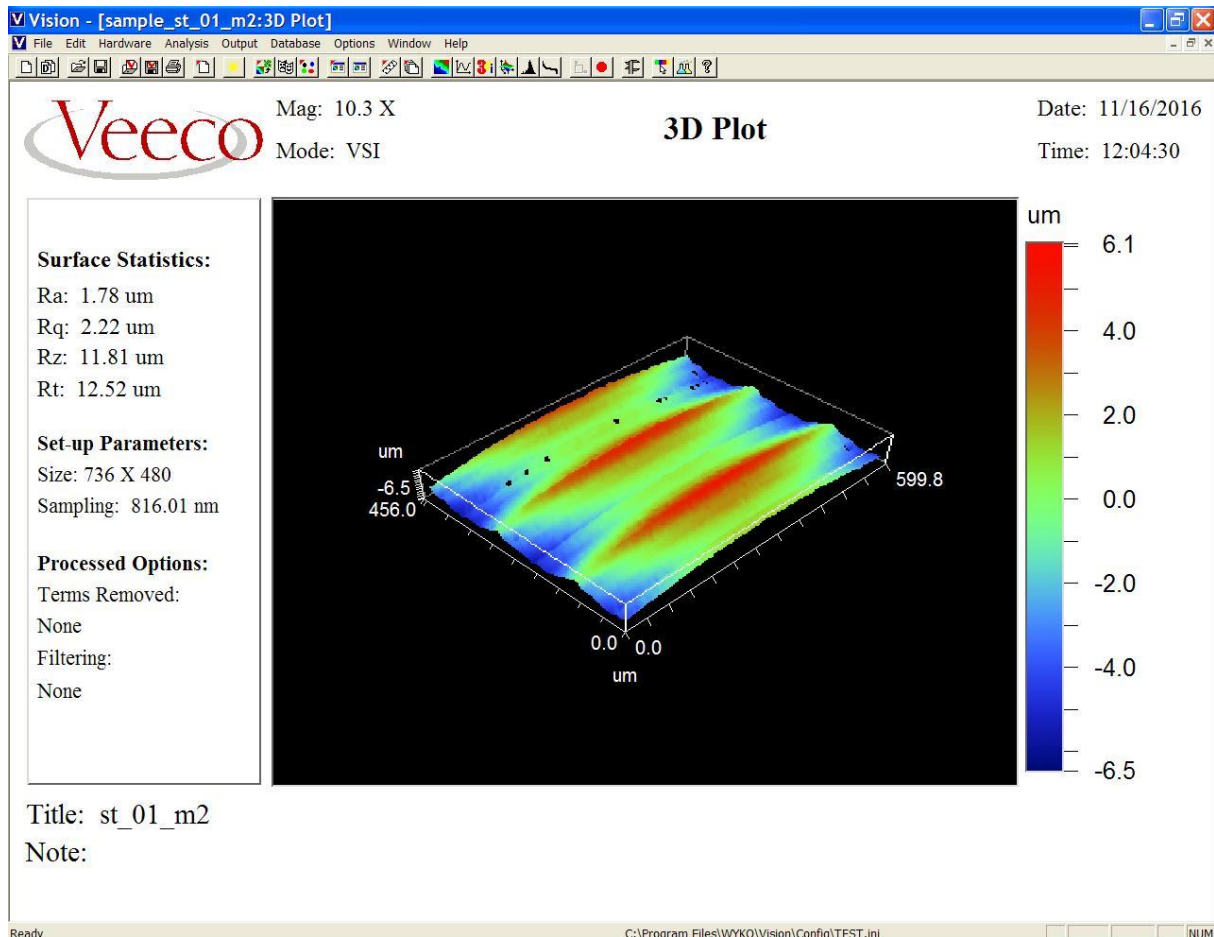 Vision - [sample_st_01_m2:3D Plot]
File Edit Hardware Analysis Output Database Options Window Help
Veeco
Mag: 10.3 X
Mode: VSI
3D Plot
Date: 11/16/2016
Time: 12:04:30
Surface Statistics:
Ra: 1.78 um
Rq: 2.22 um
Rz: 11.81 um
Rt: 12.52 um
Set-up Parameters:
Size: 736 X 480
Sampling: 816.01 nm
Processed Options:
Terms Removed:
None
Filtering:
None
um
-6.5
456.0
599.8
0.0
0.0
um
um
6.1
4.0
2.0
0.0
-2.0
-4.0
-6.5
Title: st_01_m2
Note:
Ready
C:\Program Files\WYKO\Vision\Config\TEST.ini
NUM